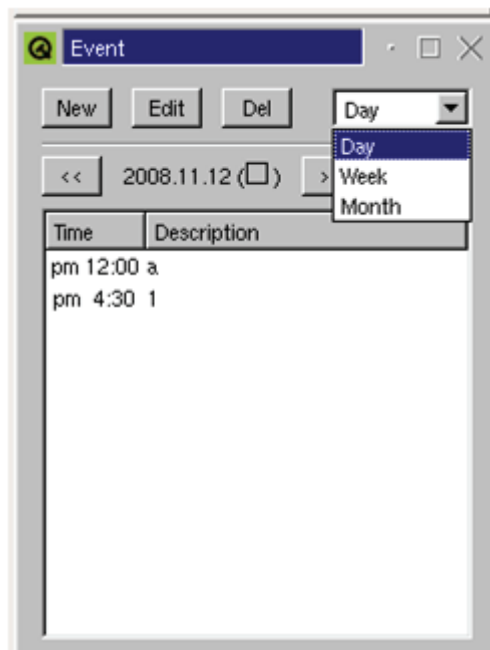 Event
New Edit Del Day
Day
<< 2008.11.12 (□) > Week
Month
Time Description
pm 12:00 a
pm 4:30 1